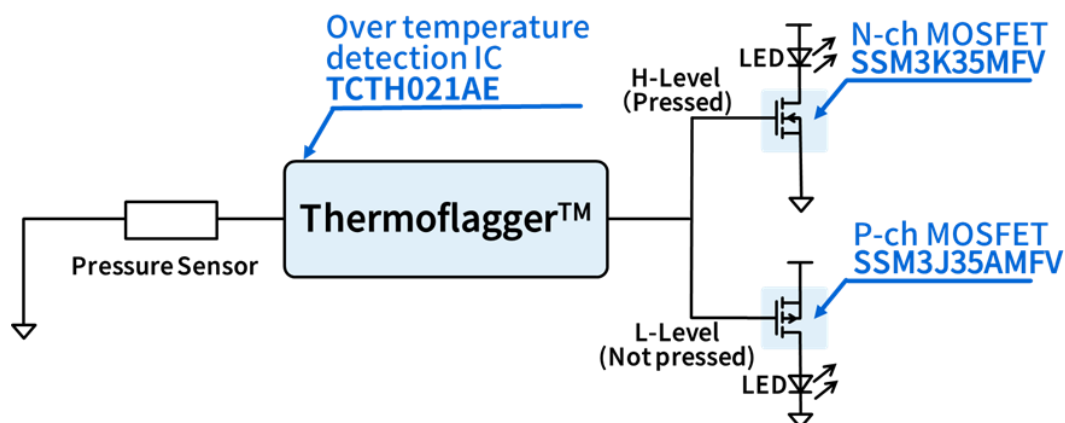 Over temperature
detection IC
TCTH021AE
N-ch MOSFET
SSM3K35MFV
LED
H-Level
(Pressed)
Thermoflagger™
Pressure Sensor
P-ch MOSFET
SSM3J35AMFV
L-Level
(Not pressed)
LED